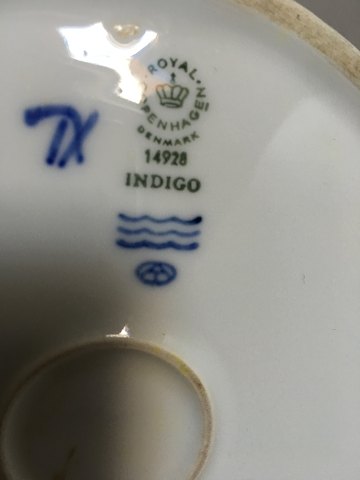 ROYAL
COPENHAGEN
DENMARK
14928
INDIGO